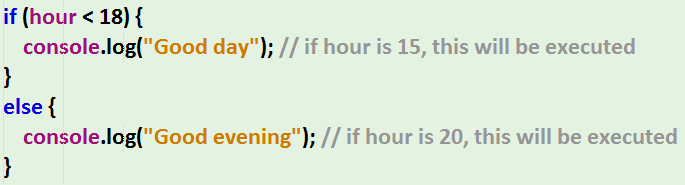 if (hour < 18) {
console.log("Good day"); // if hour is 15, this will be executed
}
else {
console.log("Good evening"); // if hour is 20, this will be executed
}